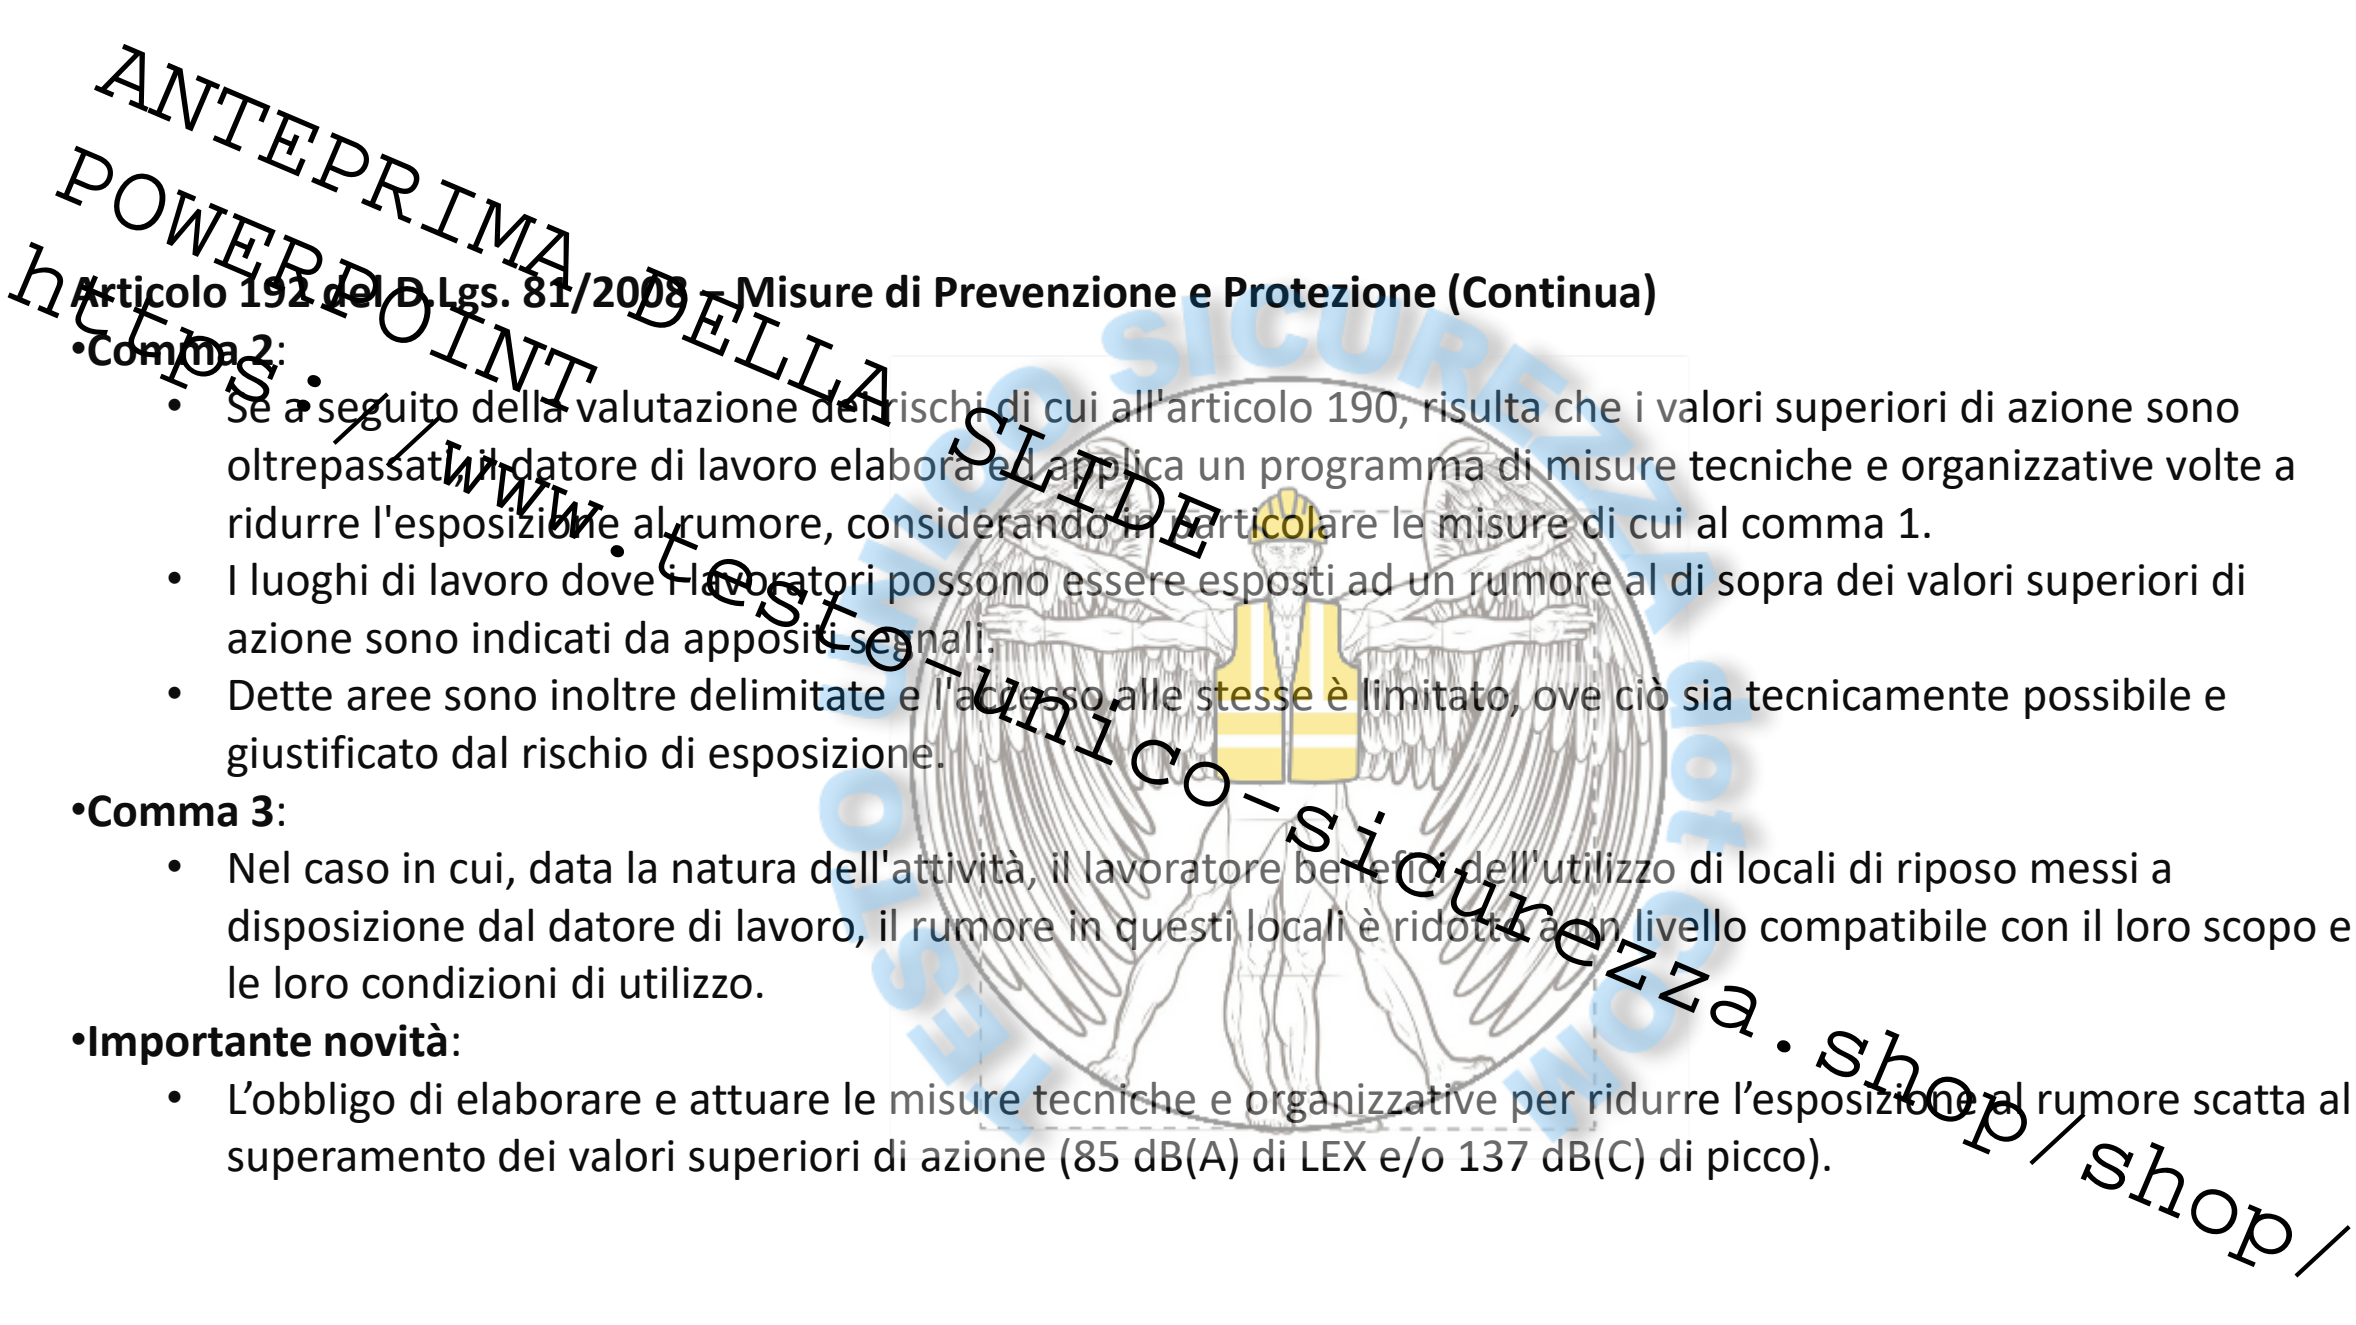 ANTEPRIMA DELLA SLIDE
POWERPOINT
https://www.testo-unico-sicurezza.shop/shop/
Articolo 192 del D.Lgs. 81/2008 – Misure di Prevenzione e Protezione (Continua)
•Comma 2:
• Se a seguito della valutazione dei rischi di cui all'articolo 190, risulta che i valori superiori di azione sono
oltrepassati, il datore di lavoro elabora ed applica un programma di misure tecniche e organizzative volte a
ridurre l'esposizione al rumore, considerando in particolare le misure di cui al comma 1.
• I luoghi di lavoro dove i lavoratori possono essere esposti ad un rumore al di sopra dei valori superiori di
azione sono indicati da appositi segnali.
• Dette aree sono inoltre delimitate e l'accesso alle stesse è limitato, ove ciò sia tecnicamente possibile e
giustificato dal rischio di esposizione.
•Comma 3:
• Nel caso in cui, data la natura dell'attività, il lavoratore benefici dell'utilizzo di locali di riposo messi a
disposizione dal datore di lavoro, il rumore in questi locali è ridotto a un livello compatibile con il loro scopo e
le loro condizioni di utilizzo.
•Importante novità:
• L’obbligo di elaborare e attuare le misure tecniche e organizzative per ridurre l’esposizione al rumore scatta al
superamento dei valori superiori di azione (85 dB(A) di LEX e/o 137 dB(C) di picco).
TESTO UNICO SICUREZZA dot COM